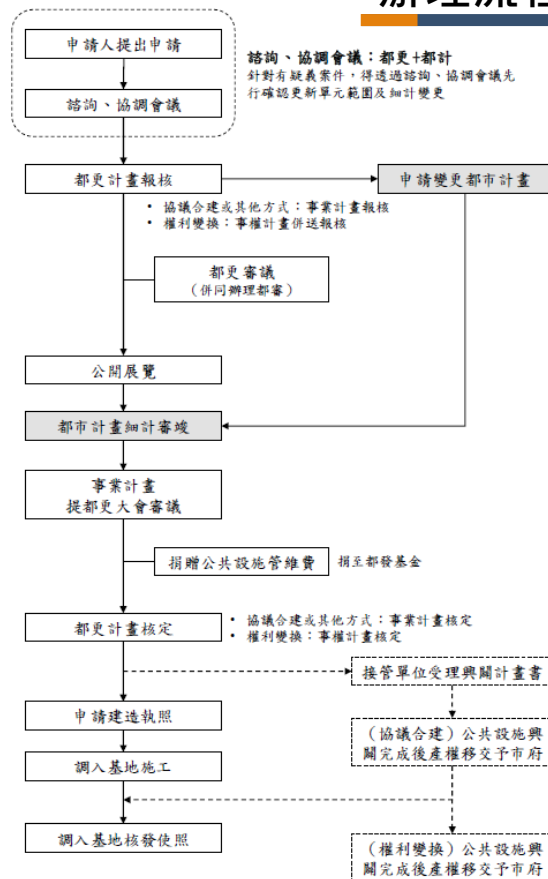 辦理流程
申請人提出申請
諮詢、協調會議
諮詢、協調會議：都更+都計
針對有疑義案件，得透過諮詢、協調會議先
行確認更新單元範圍及細計變更
都更計畫報核
申請變更都市計畫
• 協議合建或其他方式：事業計畫報核
• 權利變換：事權計畫併送報核
都更審議
（併同辦理都審）
公開展覽
都市計畫細計審竣
事業計畫
提都更大會審議
捐贈公共設施管維費
捐至都發基金
都更計畫核定
• 協議合建或其他方式：事業計畫核定
• 權利變換：事權計畫核定
接管單位受理興闢計畫書
申請建造執照
（協議合建）公共設施興
闢完成後產權移交予市府
調入基地施工
調入基地核發使照
（權利變換）公共設施興
闢完成後產權移交予市府